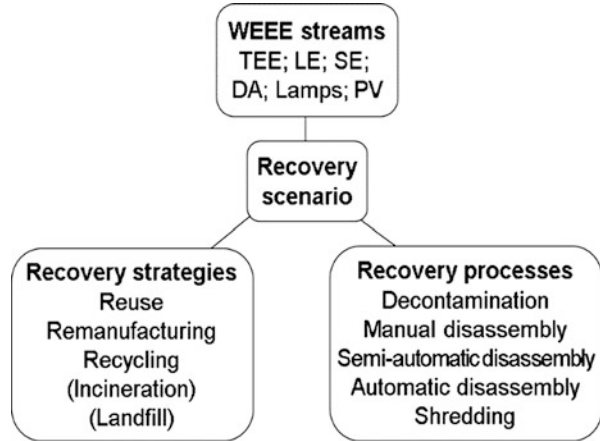 WEEE streams
TEE; LE; SE;
DA; Lamps; PV
Recovery
scenario
Recovery strategies
Reuse
Remanufacturing
Recycling
(Incineration)
(Landfill)
Recovery processes
Decontamination
Manual disassembly
Semi-automatic disassembly
Automatic disassembly
Shredding